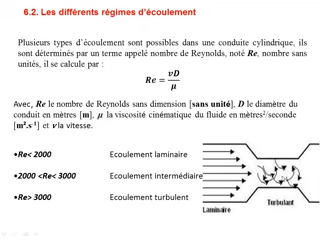 6.2. Les différents régimes d'écoulement
Plusieurs types d'écoulement sont possibles dans une conduite cylindrique, ils
sont déterminés par un terme appelé nombre de Reynolds, noté Re, nombre sans
unités, il se calcule par :
Re = vD / μ
Avec, Re le nombre de Reynolds sans dimension [sans unité], D le diamètre du
conduit en mètres [m], μ la viscosité cinématique du fluide en mètres²/seconde
[m².s⁻¹] et v la vitesse.
•Re< 2000 Ecoulement laminaire
•2000 <Re< 3000 Ecoulement intermédiaire
•Re> 3000 Ecoulement turbulent
Laminaire
Turbulant